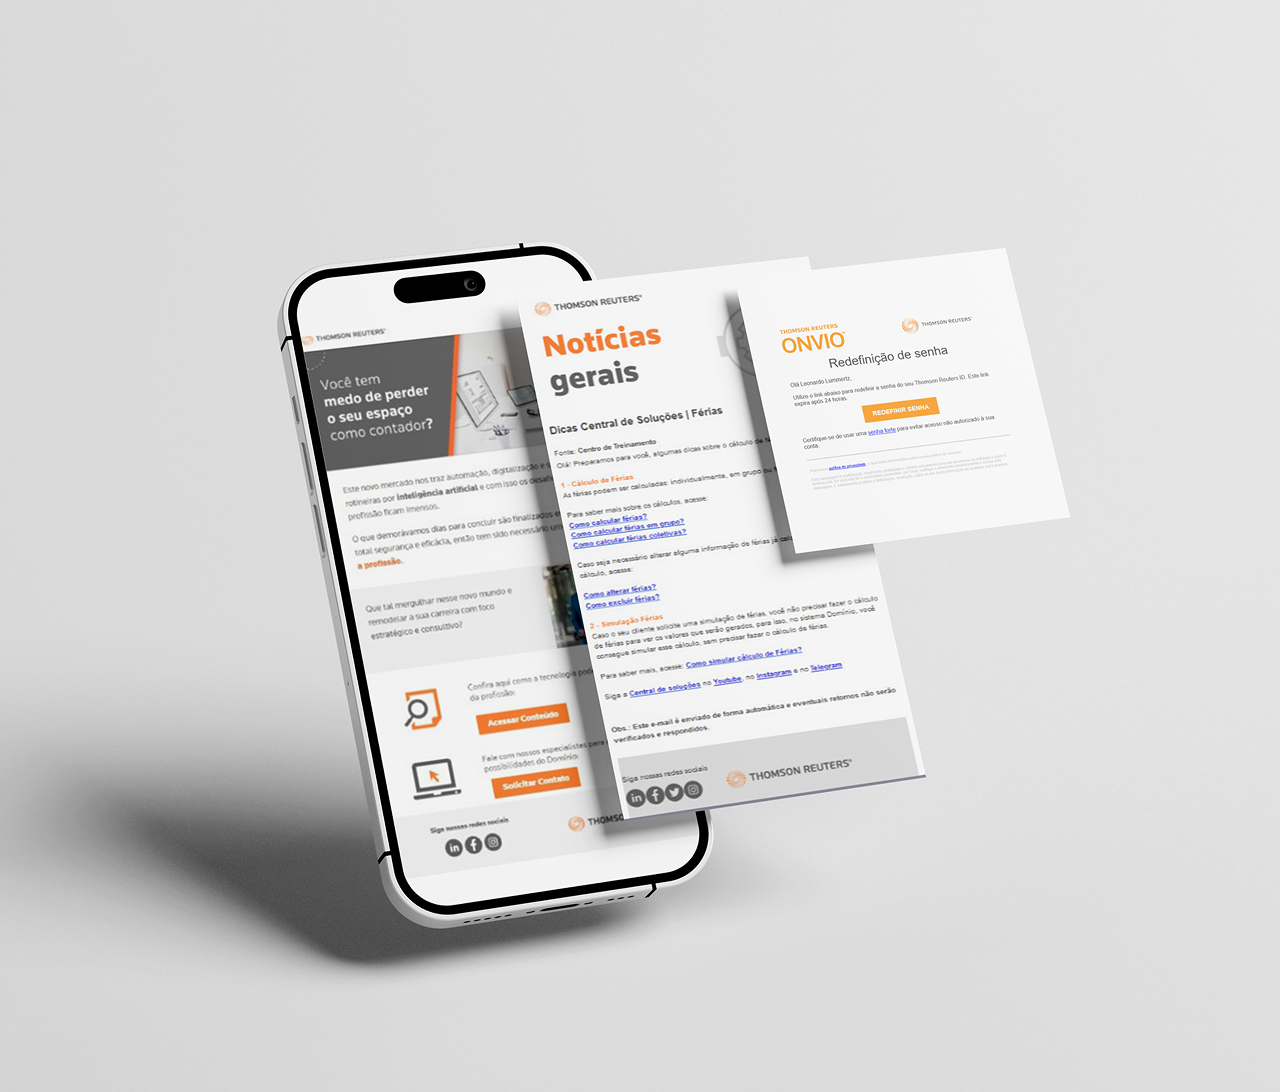 THOMSON REUTERS®
Você tem
medo de perder
o seu espaço
como contador?
Este novo mercado nos traz automação, digitalização e
rotineiras por inteligência artificial e com isso os desafi
profissão ficam imensos.
O que demorávamos dias para concluir são finalizados
total segurança e eficácia, então tem sido necessário um
a profissão.
Que tal mergulhar nesse novo mundo e
remodelar a sua carreira com foco
estratégico e consultivo?
Confira aqui como a tecnologia pod
da profissão:
Acessar Conteúdo
Fale com nossos especialistas para
possibilidades do Domínio:
Solicitar Contato
Siga nossas redes sociais
in f
THOMS
THOMSON REUTERS®
Notícias
gerais
Dicas Central de Soluções | Férias
Fonte: Centro de Treinamento
Olá! Preparamos para você, algumas dicas sobre o cálculo de fé
1 - Cálculo de Férias
As férias podem ser calculadas: individualmente, em grupo ou
Para saber mais sobre os cálculos, acesse:
Como calcular férias?
Como calcular férias em grupo?
Como calcular férias coletivas?
Caso seja necessário alterar alguma informação de férias já calc
cálculo, acesse:
Como alterar férias?
Como excluir férias?
2 - Simulação Férias
Caso o seu cliente solicite uma simulação de férias, você não precisar fazer o cálculo
de férias para ver os valores que serão gerados, para isso, no sistema Domínio, você
consegue simular esse cálculo, sem precisar fazer o cálculo de férias.
Para saber mais, acesse: Como simular cálculo de Férias?
Siga a Central de soluções no Youtube, no Instagram e no Telegram
Obs.: Este e-mail é enviado de forma automática e eventuais retornos não serão
verificados e respondidos.
Siga nossas redes sociais
in f
THOMSON REUTERS®
THOMSON REUTERS
ONVIO™
THOMSON REUTERS®
Redefinição de senha
Olá Leonardo Lummertz,
Utilize o link abaixo para redefinir a senha do seu Thomson Reuters ID. Este link
expira após 24 horas.
REDEFINIR SENHA
Certifique-se de usar uma senha forte para evitar acesso não autorizado à sua
conta.
política de privacidade